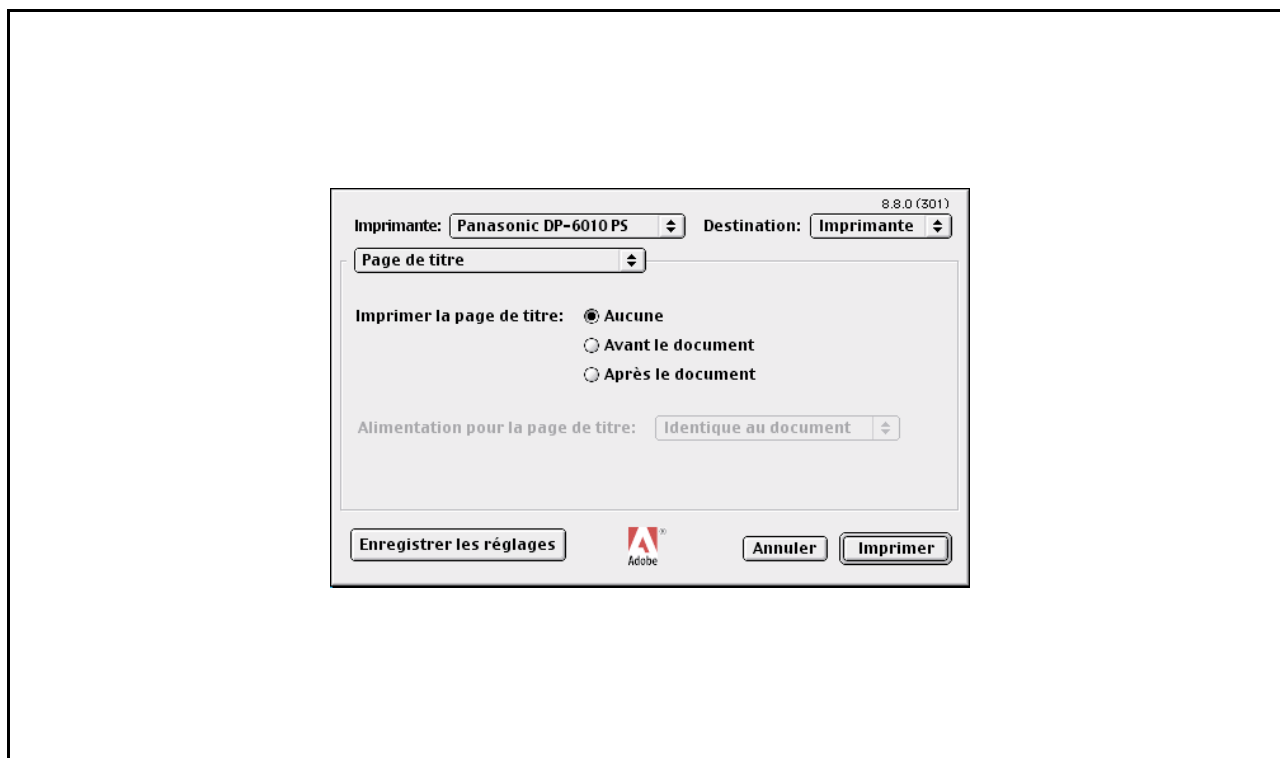 8.8.0 (301)
Imprimante: Panasonic DP-6010 PS Destination: Imprimante
Page de titre
Imprimer la page de titre: Aucune
Avant le document
Après le document
Alimentation pour la page de titre: Identique au document
Enregistrer les réglages Adobe ® Annuler Imprimer